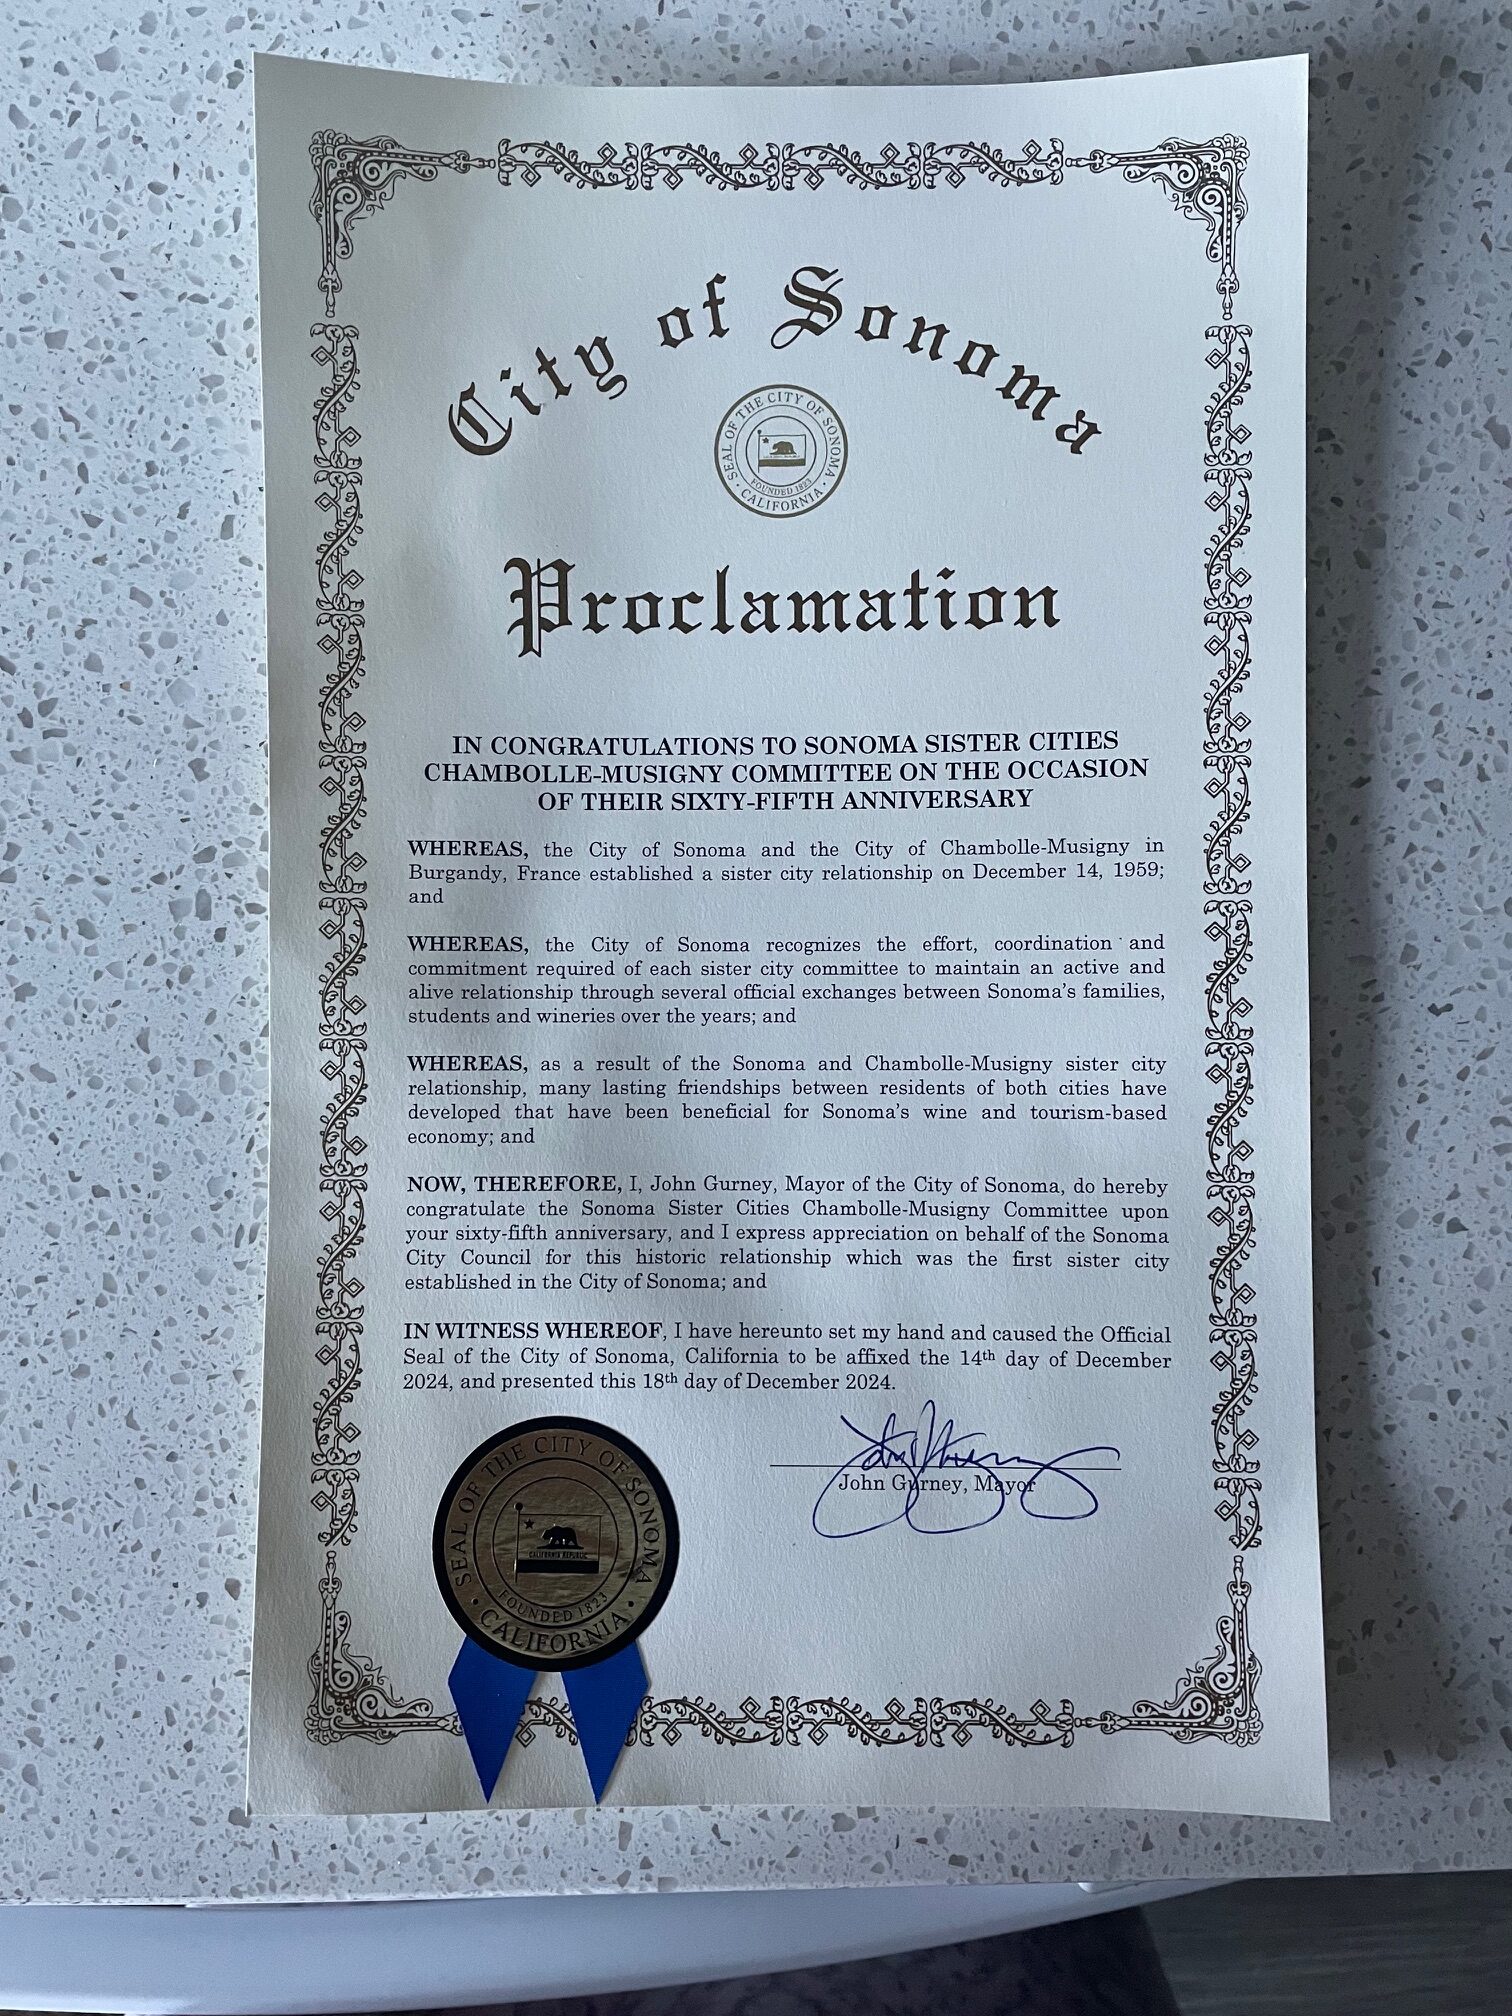 City of Sonoma
SEAL OF THE CITY OF SONOMA
FOUNDED 1823
· CALIFORNIA ·
Proclamation
IN CONGRATULATIONS TO SONOMA SISTER CITIES
CHAMBOLLE-MUSIGNY COMMITTEE ON THE OCCASION
OF THEIR SIXTY-FIFTH ANNIVERSARY
WHEREAS, the City of Sonoma and the City of Chambolle-Musigny in
Burgandy, France established a sister city relationship on December 14, 1959;
and
WHEREAS, the City of Sonoma recognizes the effort, coordination and
commitment required of each sister city committee to maintain an active and
alive relationship through several official exchanges between Sonoma's families,
students and wineries over the years; and
WHEREAS, as a result of the Sonoma and Chambolle-Musigny sister city
relationship, many lasting friendships between residents of both cities have
developed that have been beneficial for Sonoma's wine and tourism-based
economy; and
NOW, THEREFORE, I, John Gurney, Mayor of the City of Sonoma, do hereby
congratulate the Sonoma Sister Cities Chambolle-Musigny Committee upon
your sixty-fifth anniversary, and I express appreciation on behalf of the Sonoma
City Council for this historic relationship which was the first sister city
established in the City of Sonoma; and
IN WITNESS WHEREOF, I have hereunto set my hand and caused the Official
Seal of the City of Sonoma, California to be affixed the 14th day of December
2024, and presented this 18th day of December 2024.
John Gurney, Mayor
SEAL OF THE CITY OF SONOMA
CALIFORNIA REPUBLIC
FOUNDED 1823
· CALIFORNIA ·